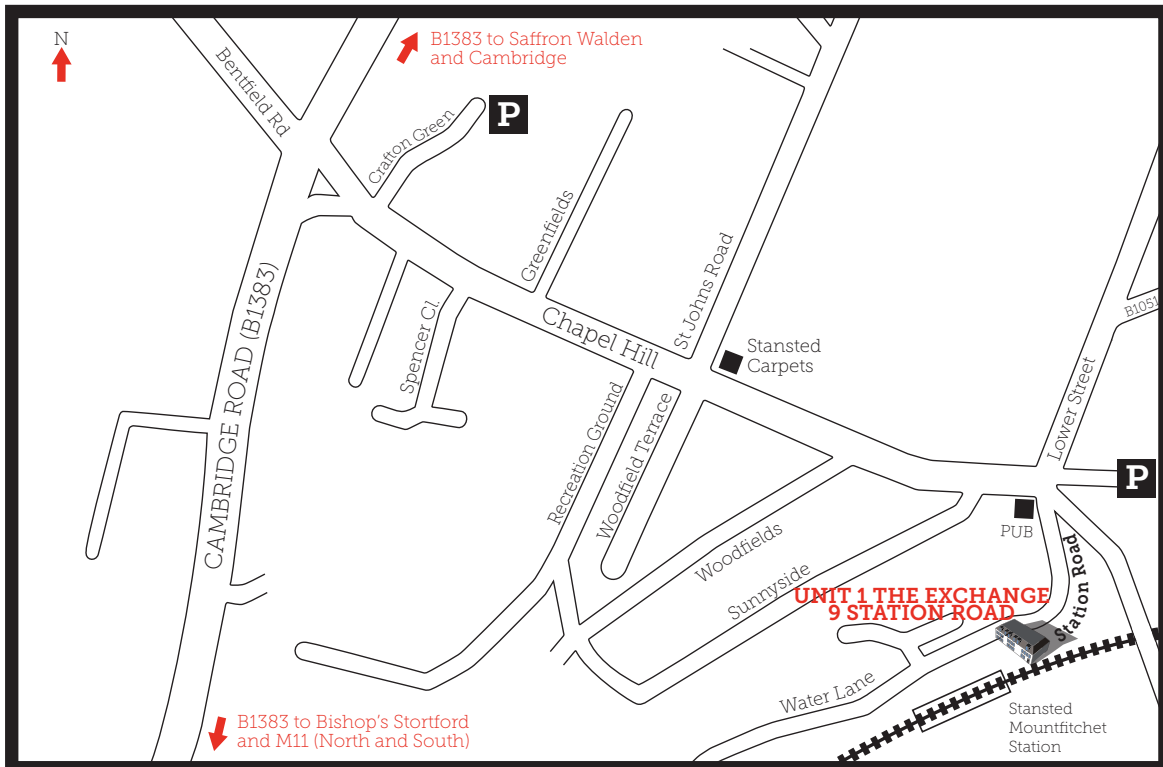 N
B1383 to Saffron Walden
and Cambridge
Bentfield Rd
Crafton Green
P
Greenfields
St Johns Road
CAMBRIDGE ROAD (B1383)
Spencer Cl.
Chapel Hill
Stansted
Carpets
B1051
Lower Street
Recreation Ground
Woodfield Terrace
P
PUB
Woodfields
Sunnyside
Station Road
UNIT 1 THE EXCHANGE
9 STATION ROAD
Water Lane
Stansted
Mountfitchet
Station
B1383 to Bishop's Stortford
and M11 (North and South)